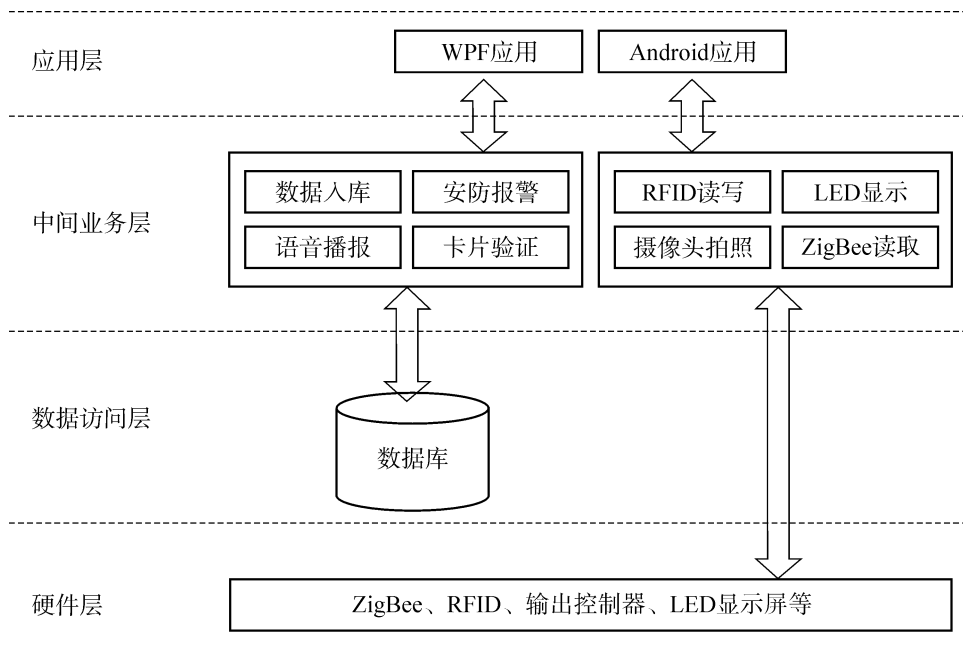 应用层
WPF应用
Android应用
中间业务层
数据入库
安防报警
RFID读写
LED显示
语音播报
卡片验证
摄像头拍照
ZigBee读取
数据访问层
数据库
硬件层
ZigBee、RFID、输出控制器、LED显示屏等